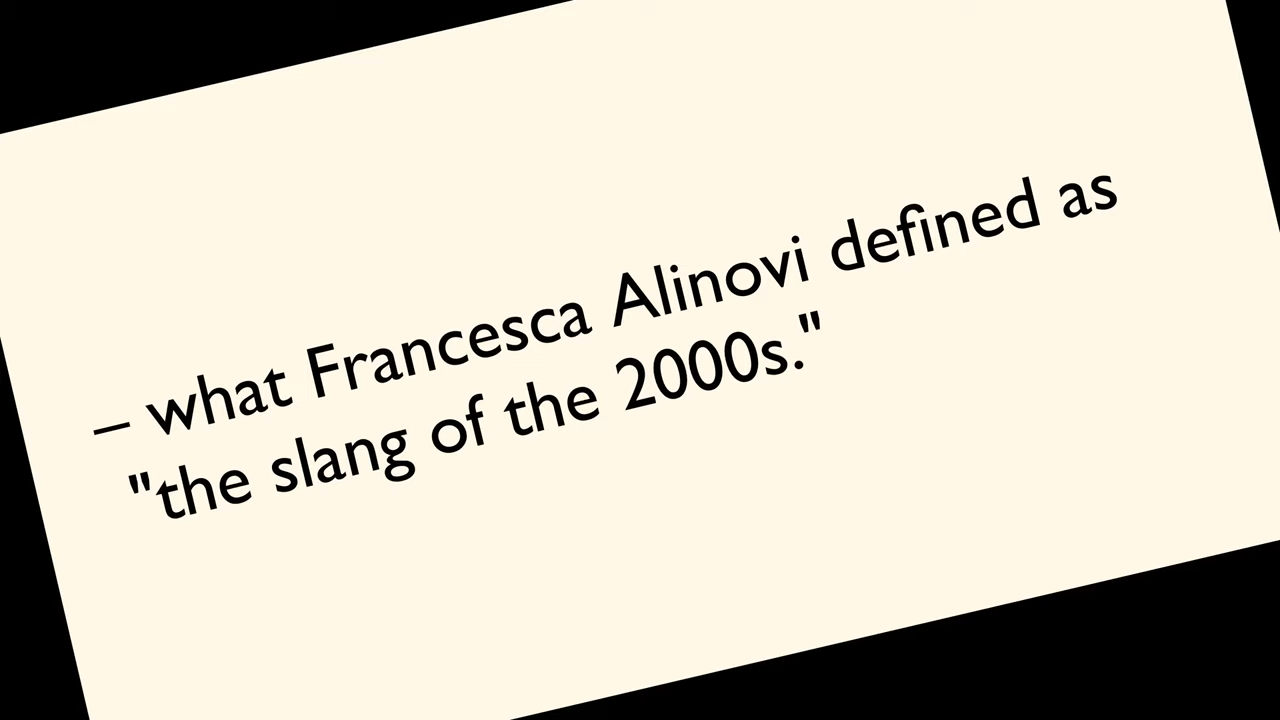 – what Francesca Alinovi defined as
"the slang of the 2000s."